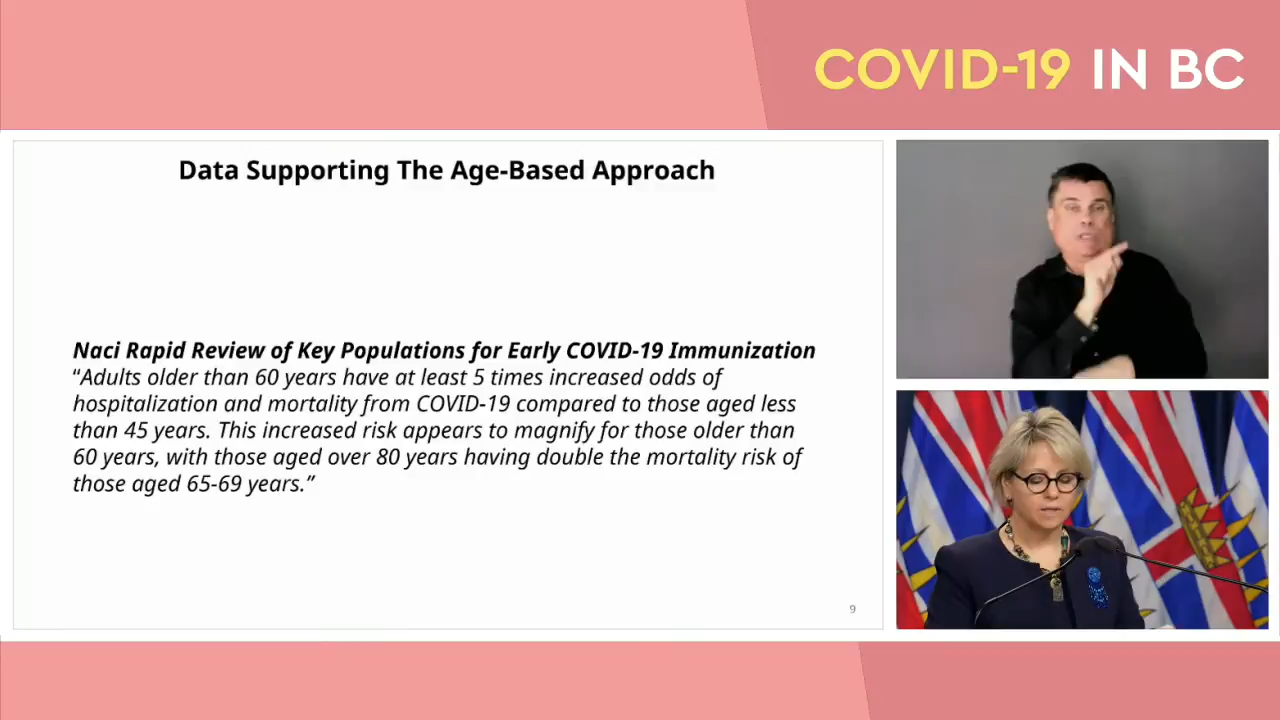 COVID-19 IN BC
Data Supporting The Age-Based Approach
Naci Rapid Review of Key Populations for Early COVID-19 Immunization
“Adults older than 60 years have at least 5 times increased odds of
hospitalization and mortality from COVID-19 compared to those aged less
than 45 years. This increased risk appears to magnify for those older than
60 years, with those aged over 80 years having double the mortality risk of
those aged 65-69 years.”
9